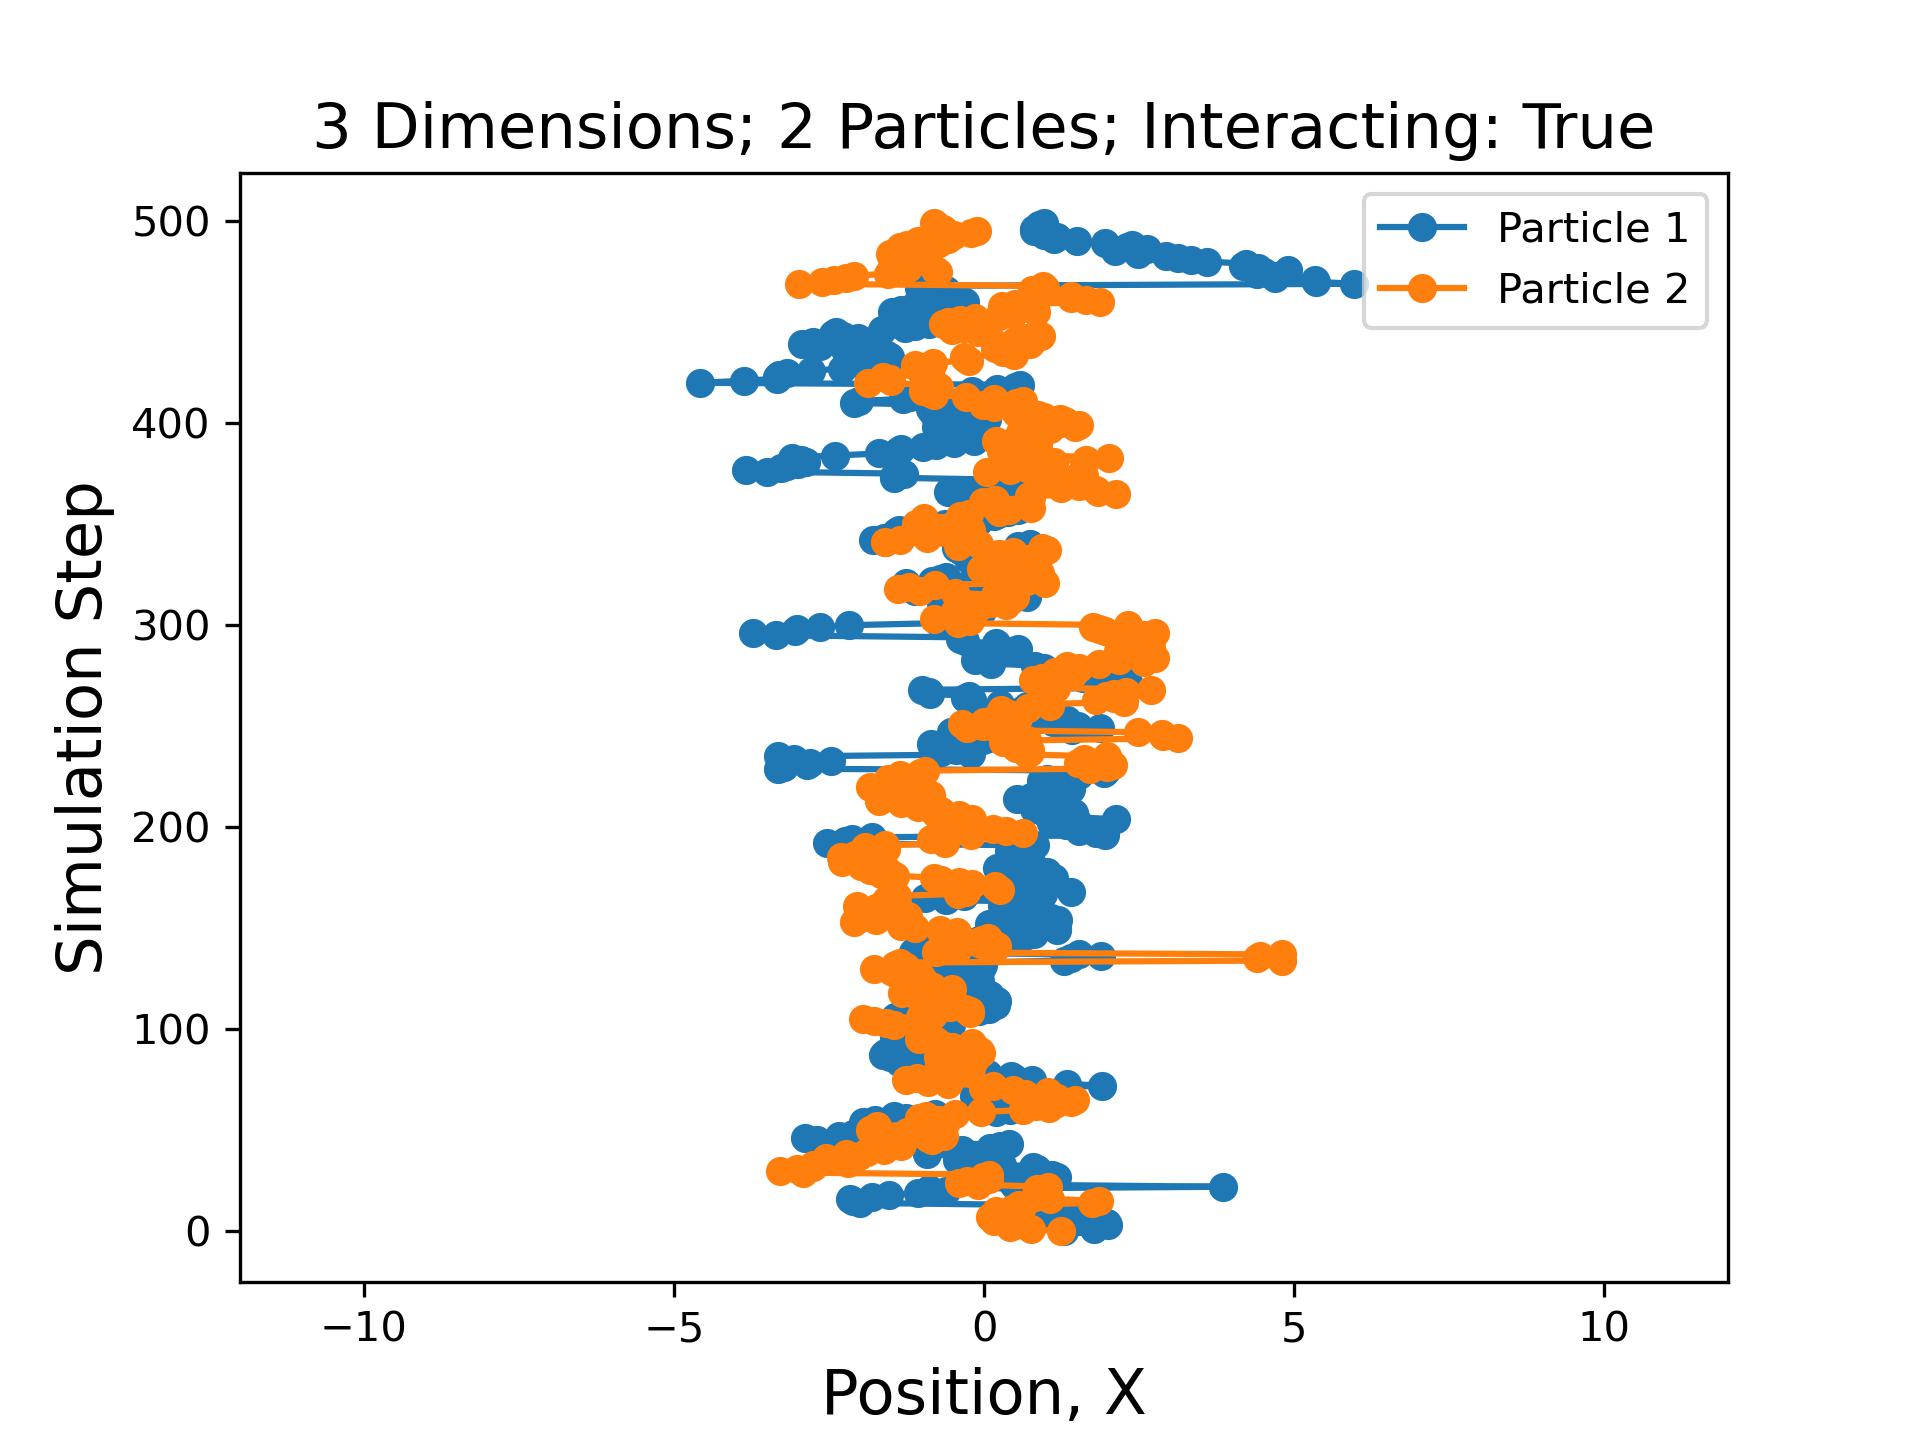 3 Dimensions; 2 Particles; Interacting: True
Particle 1
Particle 2
Simulation Step
500
400
300
200
100
0
−10
−5
0
5
10
Position, X